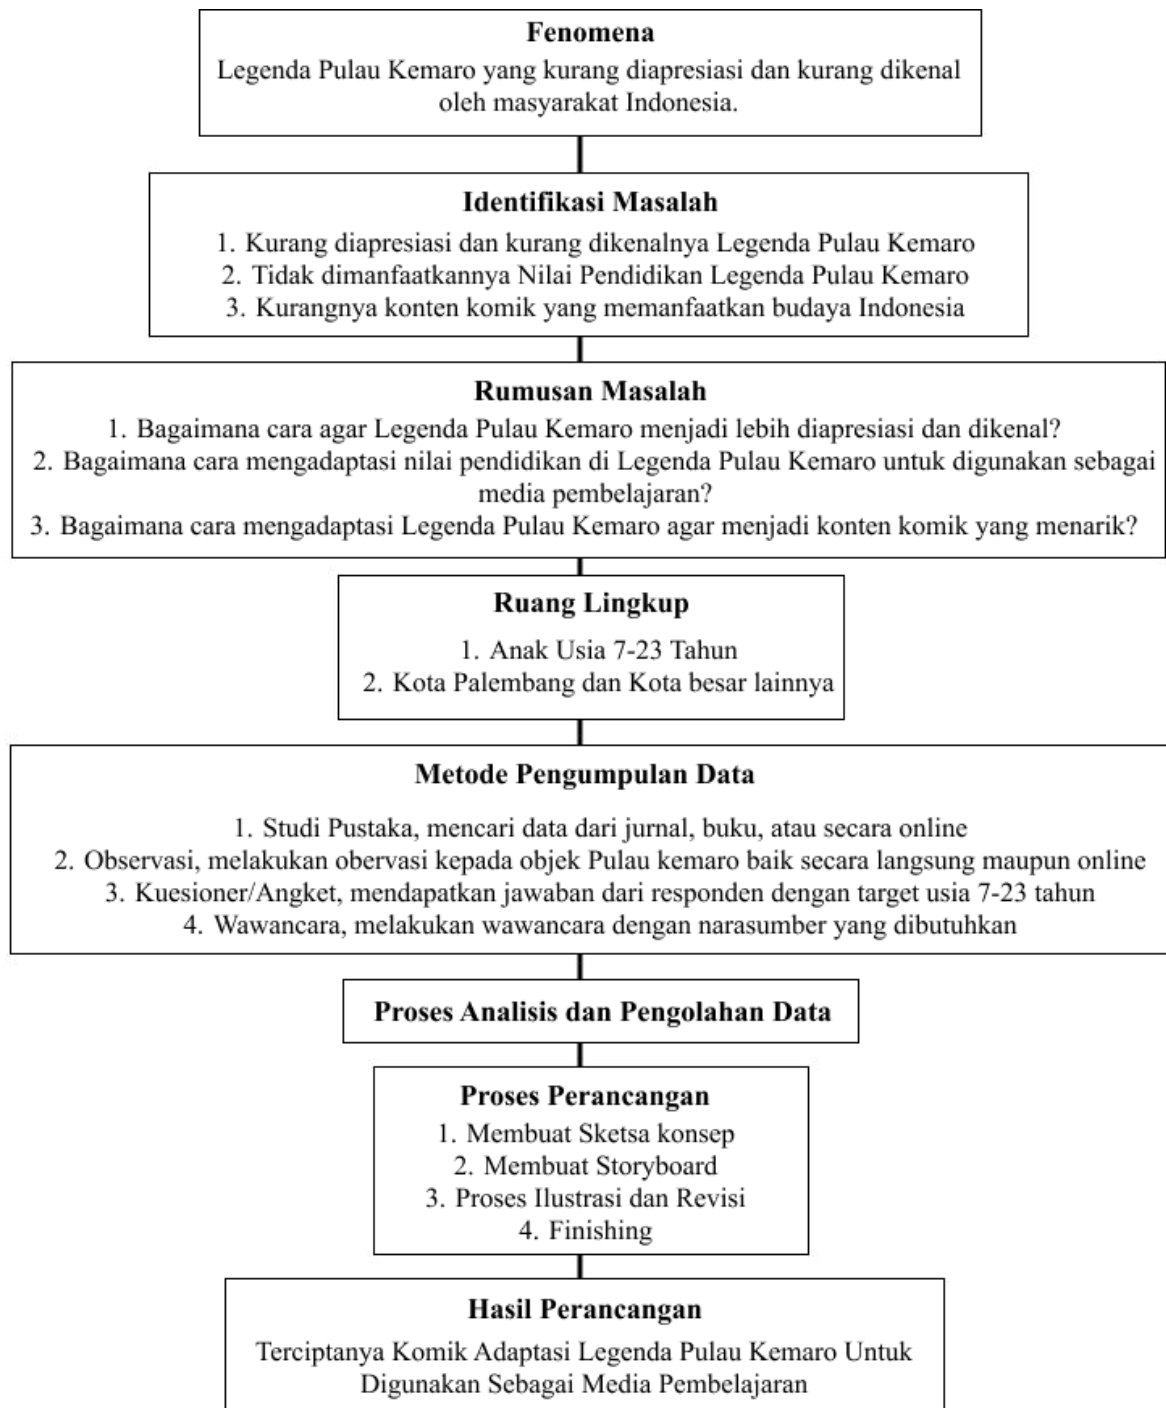 Fenomena
Legenda Pulau Kemaro yang kurang diapresiasi dan kurang dikenal
oleh masyarakat Indonesia.
Identifikasi Masalah
1. Kurang diapresiasi dan kurang dikenalnya Legenda Pulau Kemaro
2. Tidak dimanfaatkannya Nilai Pendidikan Legenda Pulau Kemaro
3. Kurangnya konten komik yang memanfaatkan budaya Indonesia
Rumusan Masalah
1. Bagaimana cara agar Legenda Pulau Kemaro menjadi lebih diapresiasi dan dikenal?
2. Bagaimana cara mengadaptasi nilai pendidikan di Legenda Pulau Kemaro untuk digunakan sebagai
media pembelajaran?
3. Bagaimana cara mengadaptasi Legenda Pulau Kemaro agar menjadi konten komik yang menarik?
Ruang Lingkup
1. Anak Usia 7-23 Tahun
2. Kota Palembang dan Kota besar lainnya
Metode Pengumpulan Data
1. Studi Pustaka, mencari data dari jurnal, buku, atau secara online
2. Observasi, melakukan obervasi kepada objek Pulau kemaro baik secara langsung maupun online
3. Kuesioner/Angket, mendapatkan jawaban dari responden dengan target usia 7-23 tahun
4. Wawancara, melakukan wawancara dengan narasumber yang dibutuhkan
Proses Analisis dan Pengolahan Data
Proses Perancangan
1. Membuat Sketsa konsep
2. Membuat Storyboard
3. Proses Ilustrasi dan Revisi
4. Finishing
Hasil Perancangan
Terciptanya Komik Adaptasi Legenda Pulau Kemaro Untuk
Digunakan Sebagai Media Pembelajaran